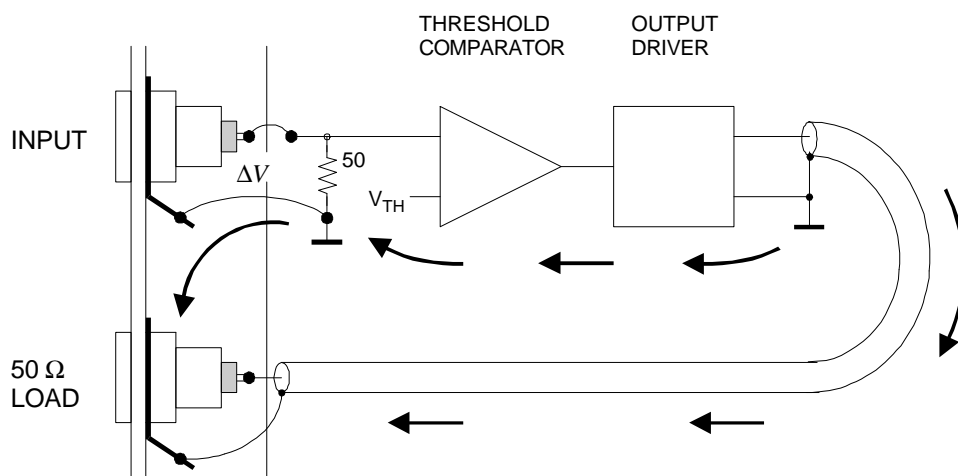 THRESHOLD
COMPARATOR
OUTPUT
DRIVER
INPUT
ΔV
50
V_TH
50 Ω
LOAD